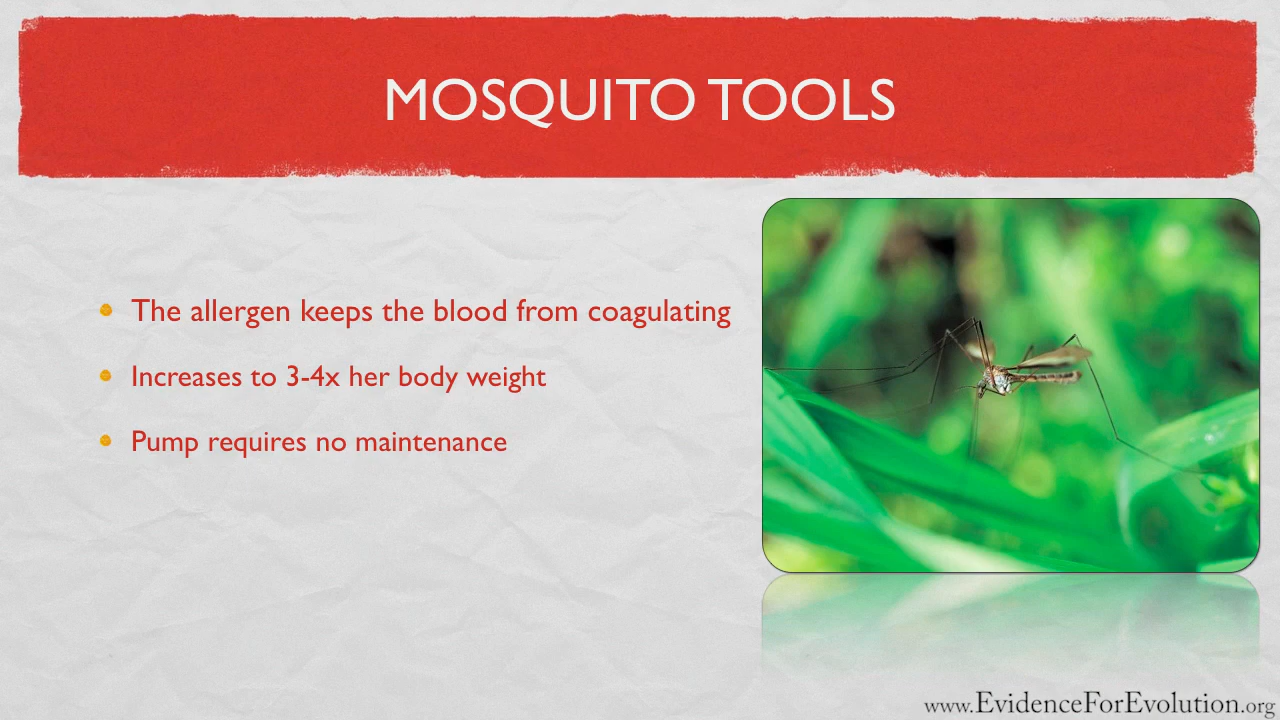 MOSQUITO TOOLS
The allergen keeps the blood from coagulating
Increases to 3-4x her body weight
Pump requires no maintenance
www.EvidenceForEvolution.org